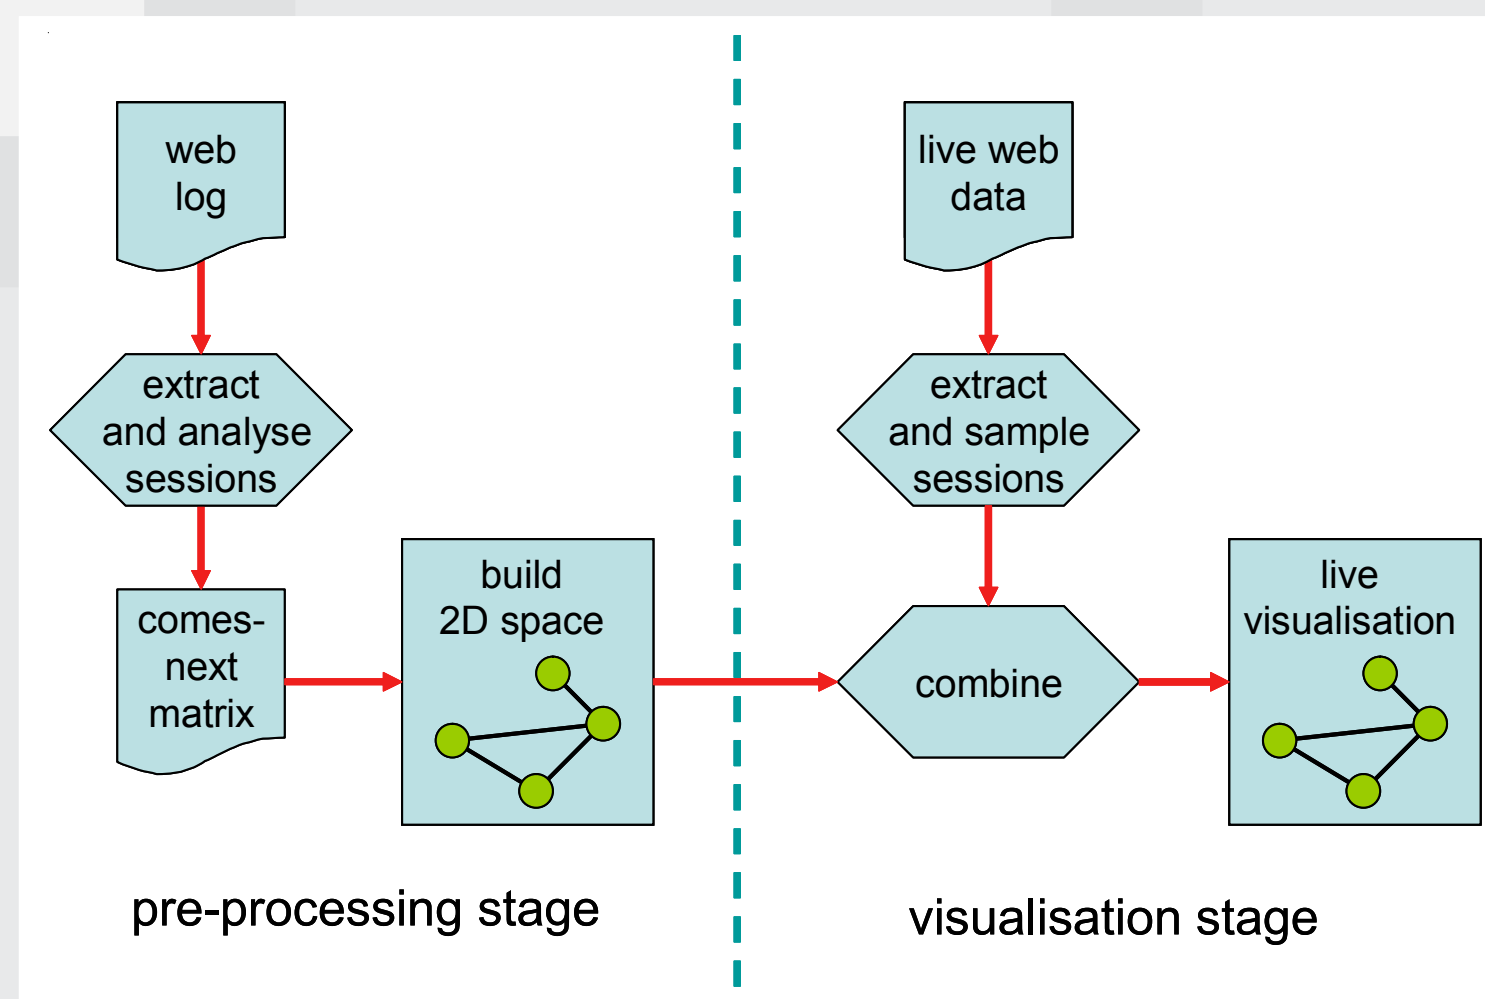 web
log
extract
and analyse
sessions
comes-
next
matrix
build
2D space
pre-processing stage
live web
data
extract
and sample
sessions
combine
live
visualisation
visualisation stage